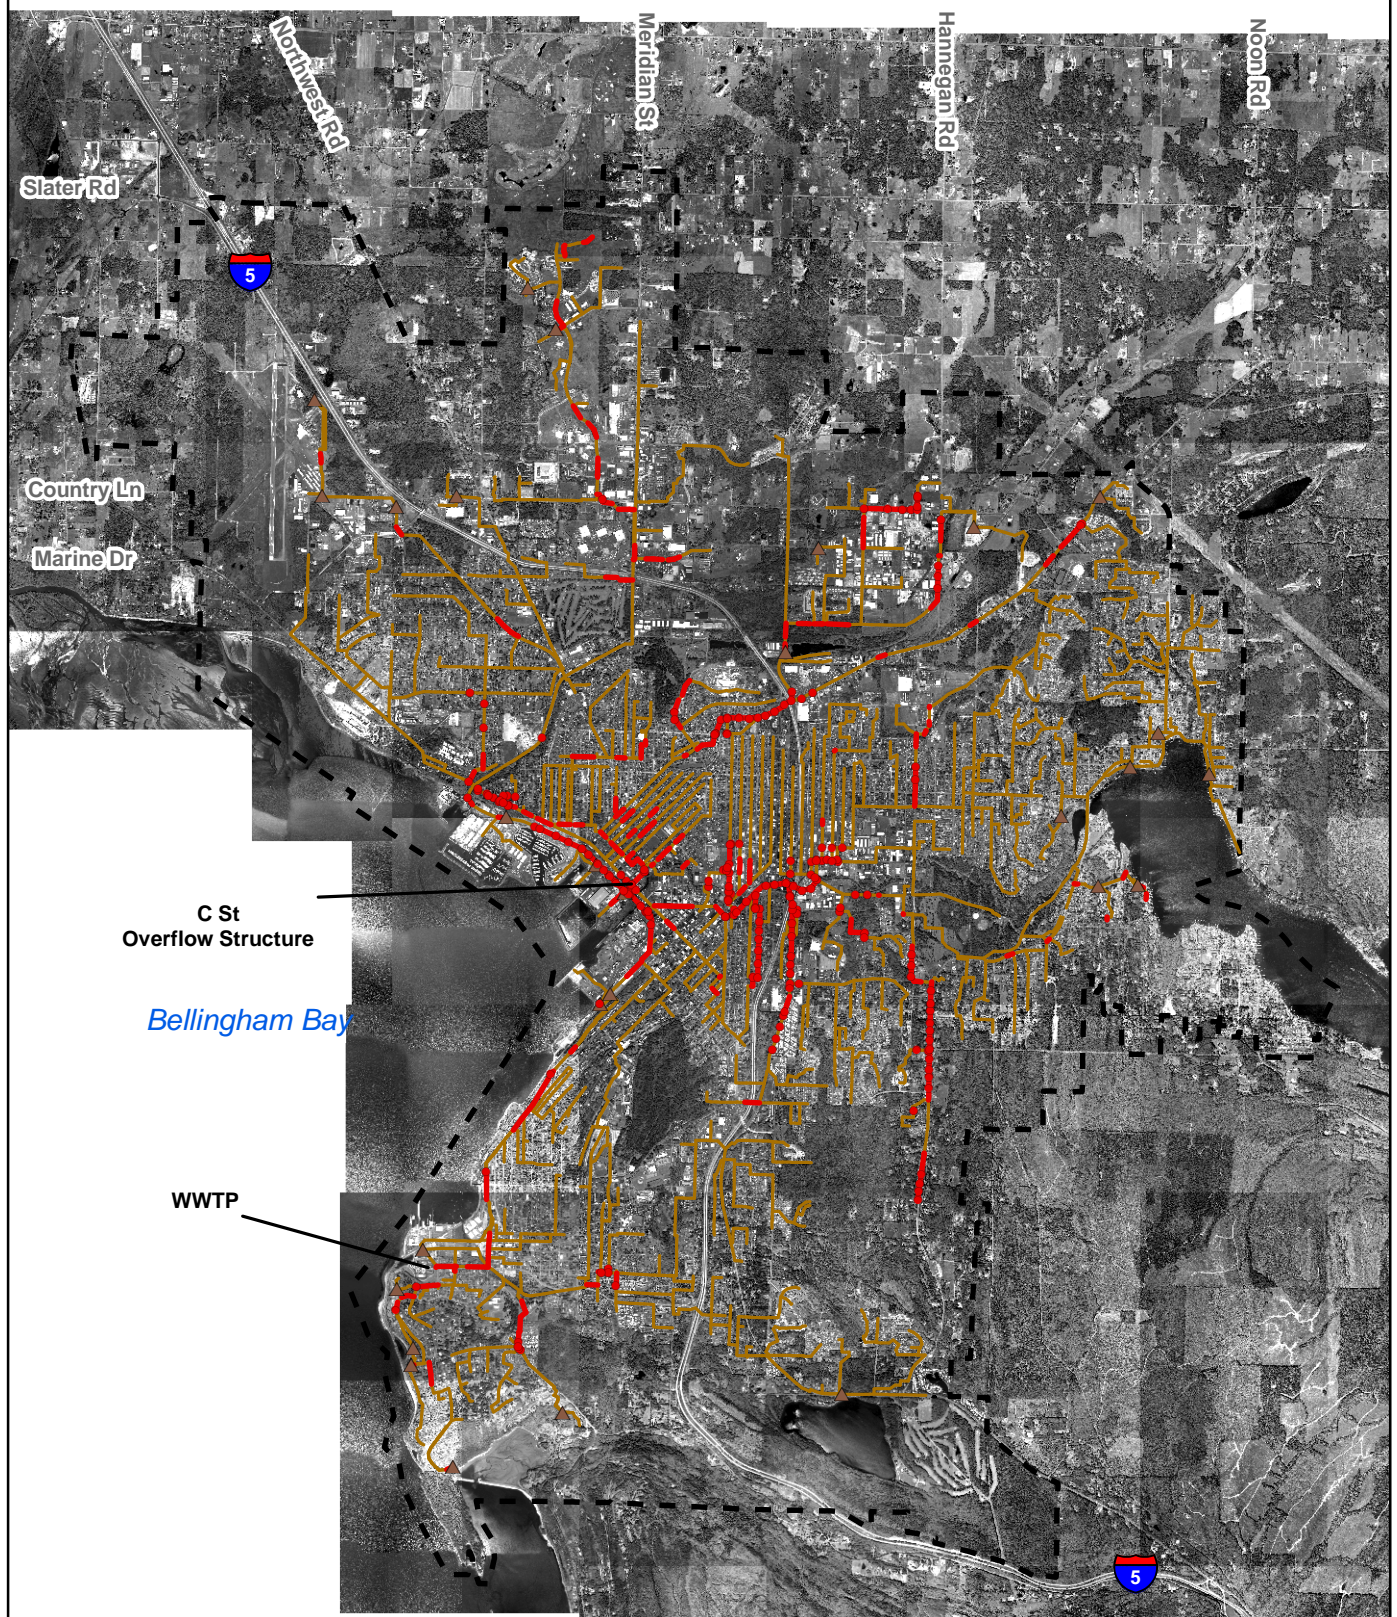 Northwest Rd
Meridian St
Hannegan Rd
Noon Rd
Slater Rd
5
Country Ln
Marine Dr
C St
Overflow Structure
Bellingham Bay
WWTP
5